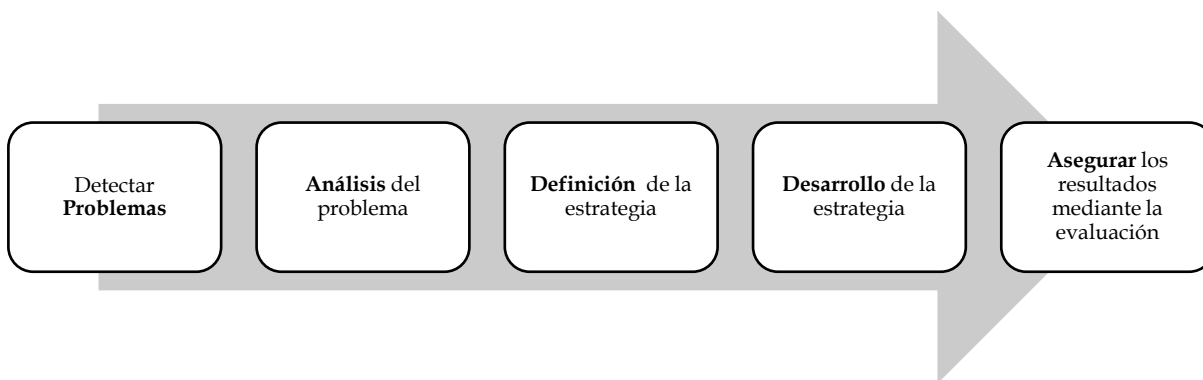 Detectar
Problemas
Análisis del
problema
Definición  de la
estrategia
Desarrollo de la
estrategia
Asegurar los
resultados
mediante la
evaluación